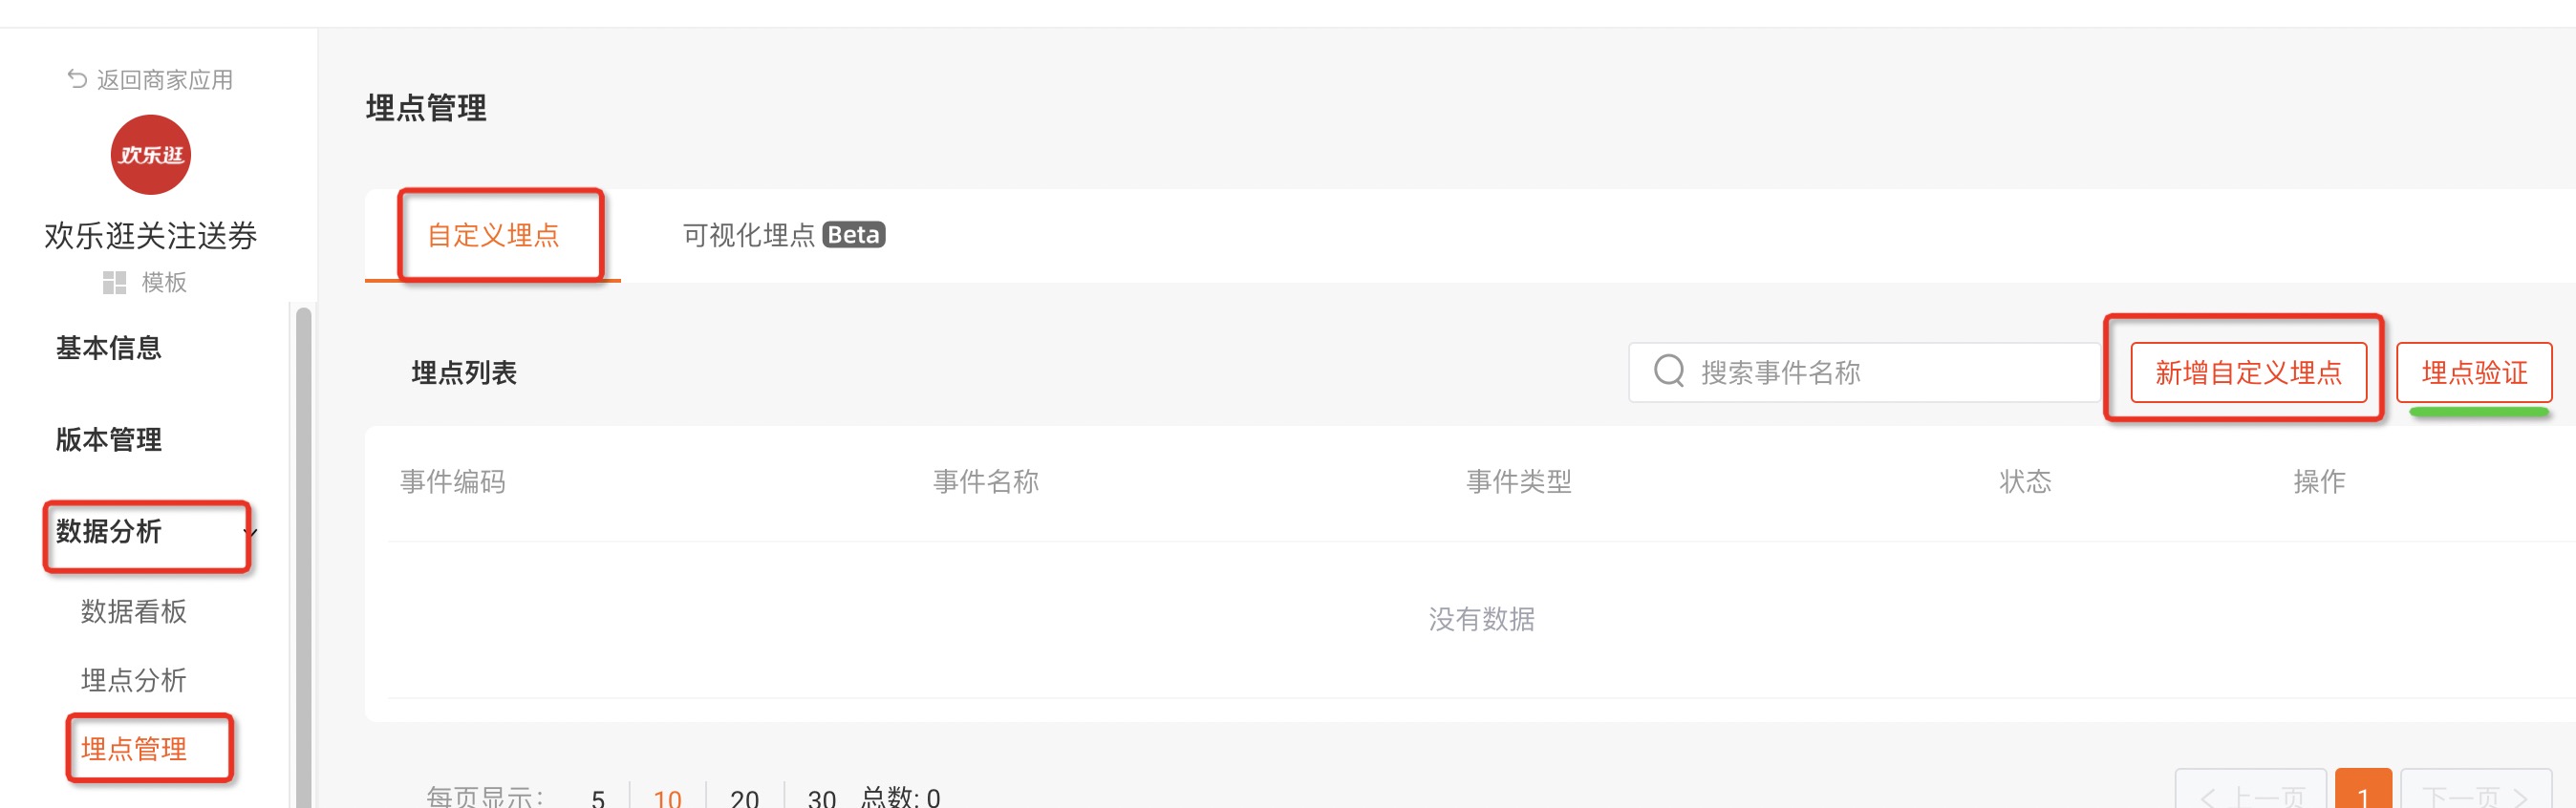 返回商家应用
欢乐逛
欢乐逛关注送券
模板
基本信息
版本管理
数据分析
数据看板
埋点分析
埋点管理
埋点管理
自定义埋点
可视化埋点 Beta
埋点列表
搜索事件名称
新增自定义埋点
埋点验证
事件编码 事件名称 事件类型 状态 操作
没有数据
每页显示: 5 10 20 30 总数: 0
上一页 1 下一页